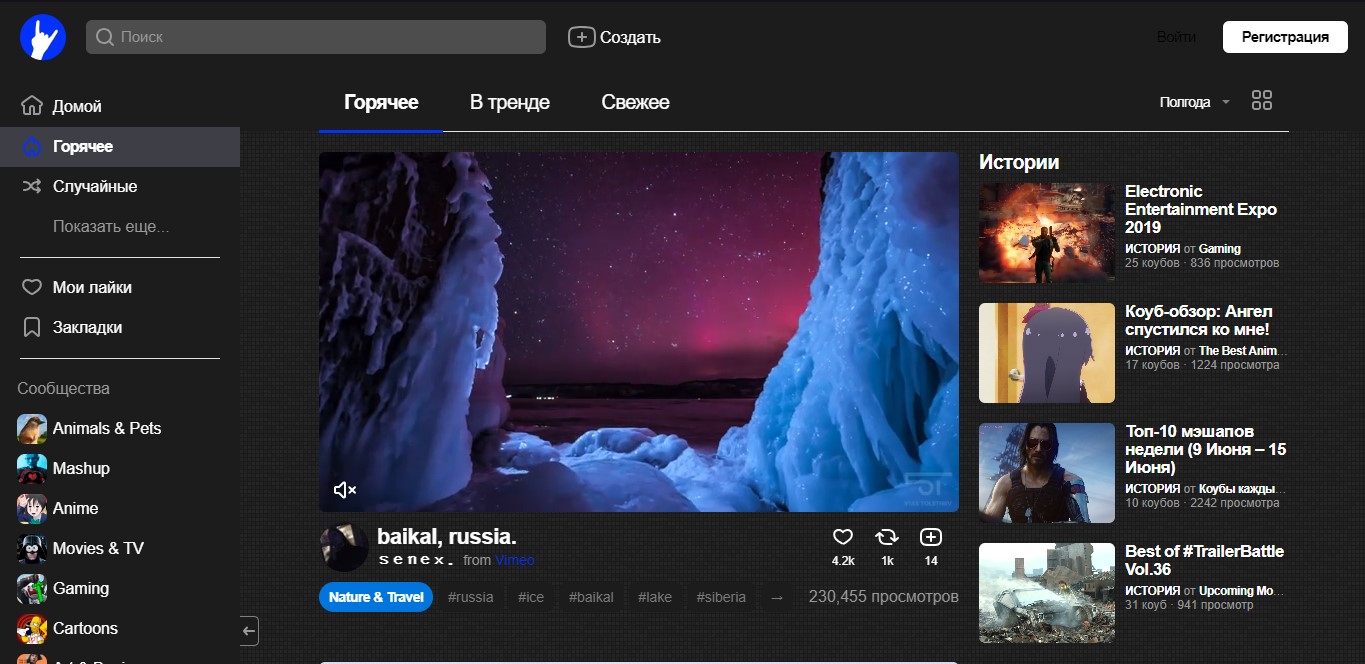 Поиск
Создать
Войти
Регистрация
Домой
Горячее
Случайные
Показать еще...
Мои лайки
Закладки
Сообщества
Animals & Pets
Mashup
Anime
Movies & TV
Gaming
Cartoons
Горячее В тренде Свежее
Полгода
baikal, russia.
senex. from Vimeo
4.2k 1k 14
Nature & Travel #russia #ice #baikal #lake #siberia → 230,455 просмотров
Истории
Electronic
Entertainment Expo
2019
ИСТОРИЯ от Gaming
25 коубов · 836 просмотров
Коуб-обзор: Ангел
спустился ко мне!
ИСТОРИЯ от The Best Anim...
17 коубов · 1224 просмотра
Топ-10 мэшапов
недели (9 Июня – 15
Июня)
ИСТОРИЯ от Коубы кажды...
10 коубов · 2242 просмотра
Best of #TrailerBattle
Vol.36
ИСТОРИЯ от Upcoming Mo...
31 коуб · 941 просмотр